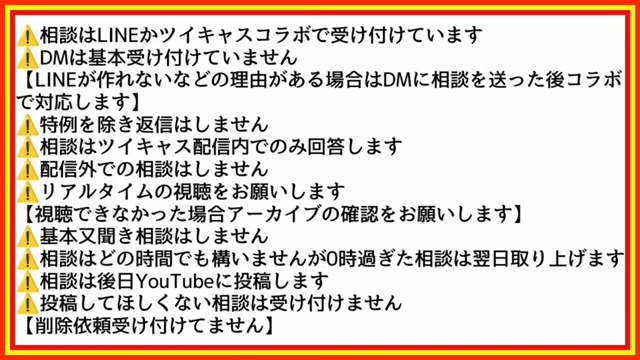 ⚠️相談はLINEかツイキャスコラボで受け付けています
⚠️DMは基本受け付けていません
【LINEが作れないなどの理由がある場合はDMに相談を送った後コラボ
で対応します】
⚠️特例を除き返信はしません
⚠️相談はツイキャス配信内でのみ回答します
⚠️配信外での相談はしません
⚠️リアルタイムの視聴をお願いします
【視聴できなかった場合アーカイブの確認をお願いします】
⚠️基本又聞き相談はしません
⚠️相談はどの時間でも構いませんが0時過ぎた相談は翌日取り上げます
⚠️相談は後日YouTubeに投稿します
⚠️投稿してほしくない相談は受け付けません
【削除依頼受け付けてません】